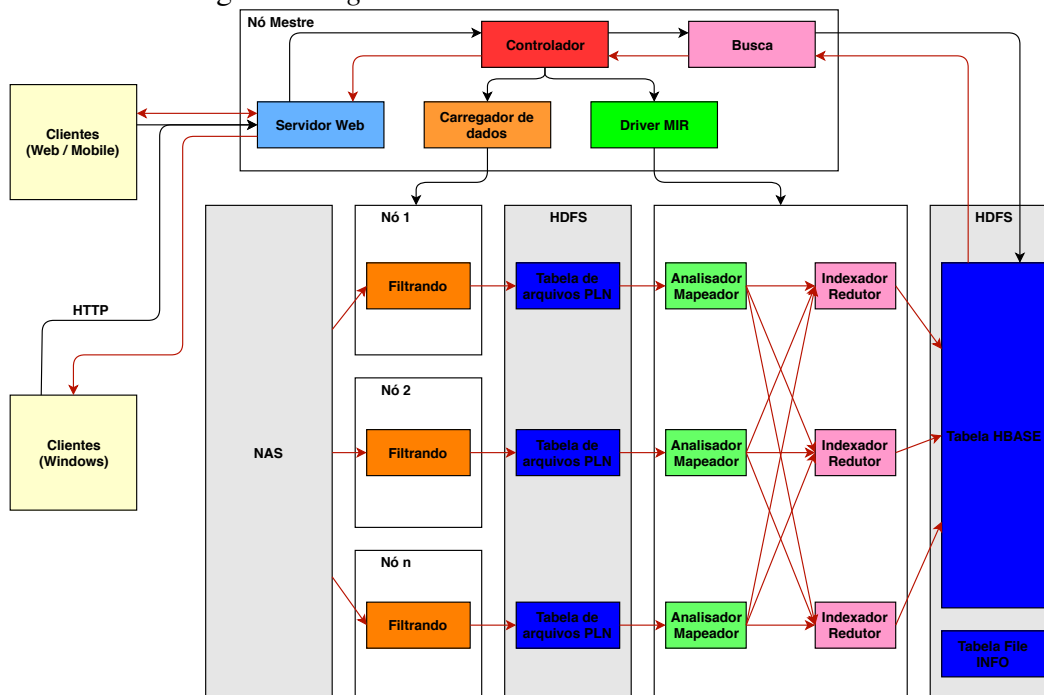 Nó Mestre
Controlador
Busca
Clientes
(Web / Mobile)
Servidor Web
Carregador de
dados
Driver MIR
HTTP
Clientes
(Windows)
NAS
Nó 1
Filtrando
Nó 2
Filtrando
Nó n
Filtrando
HDFS
Tabela de
arquivos PLN
Tabela de
arquivos PLN
Tabela de
arquivos PLN
Analisador
Mapeador
Indexador
Redutor
Analisador
Mapeador
Indexador
Redutor
Analisador
Mapeador
Indexador
Redutor
HDFS
Tabela HBASE
Tabela File
INFO